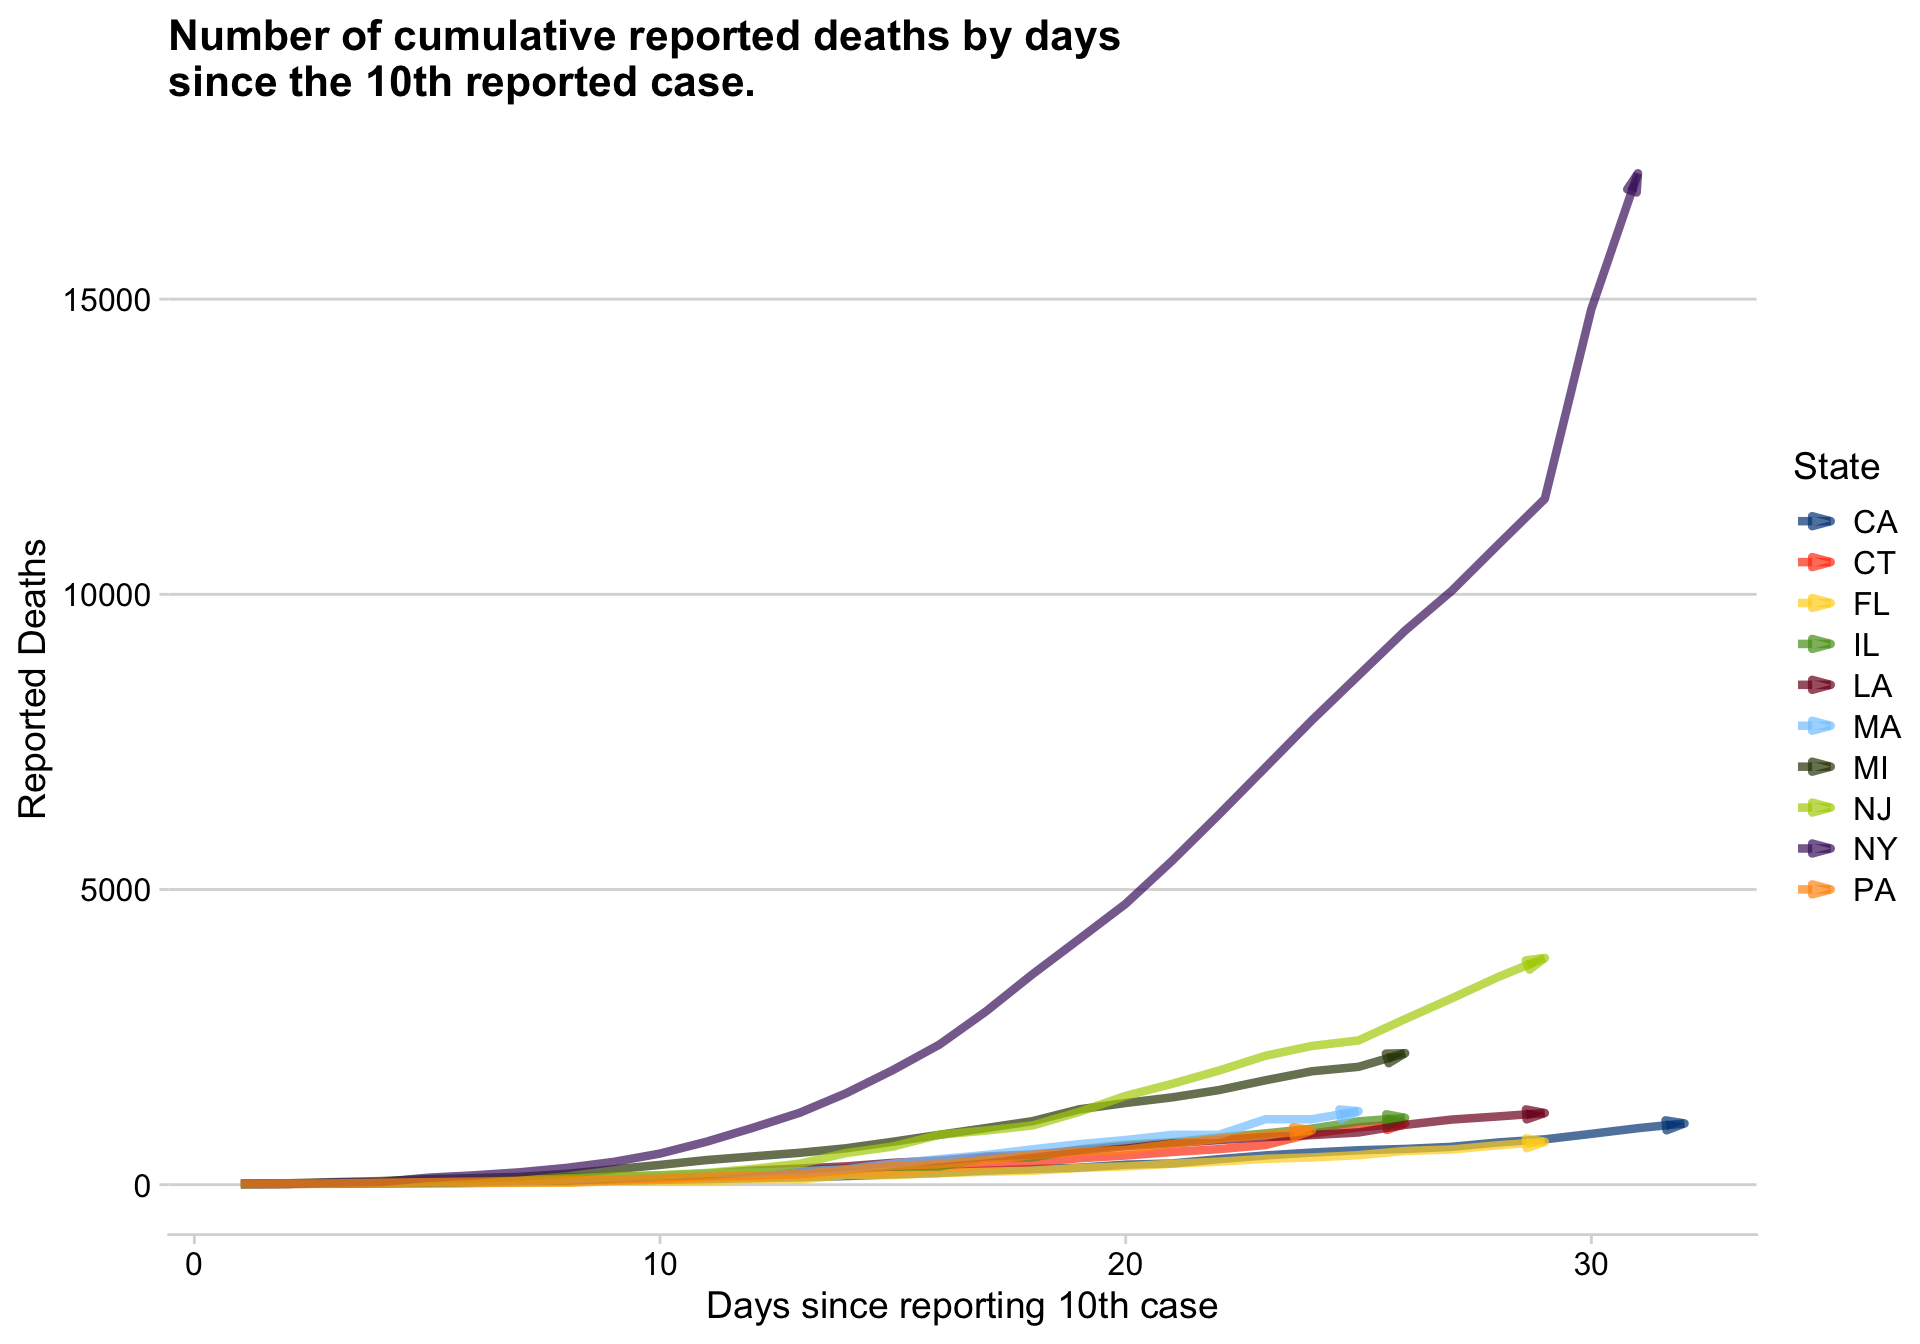 Number of cumulative reported deaths by days
since the 10th reported case.
Reported Deaths
15000
10000
5000
0
0
10
20
30
Days since reporting 10th case
State
CA
CT
FL
IL
LA
MA
MI
NJ
NY
PA